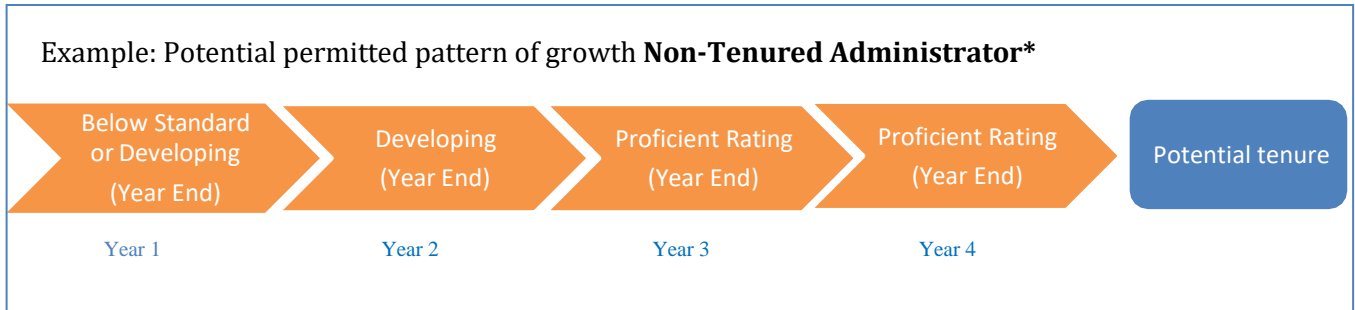 Example: Potential permitted pattern of growth Non-Tenured Administrator*
Below Standard
or Developing
(Year End)
Developing
(Year End)
Proficient Rating
(Year End)
Proficient Rating
(Year End)
Potential tenure
Year 1
Year 2
Year 3
Year 4